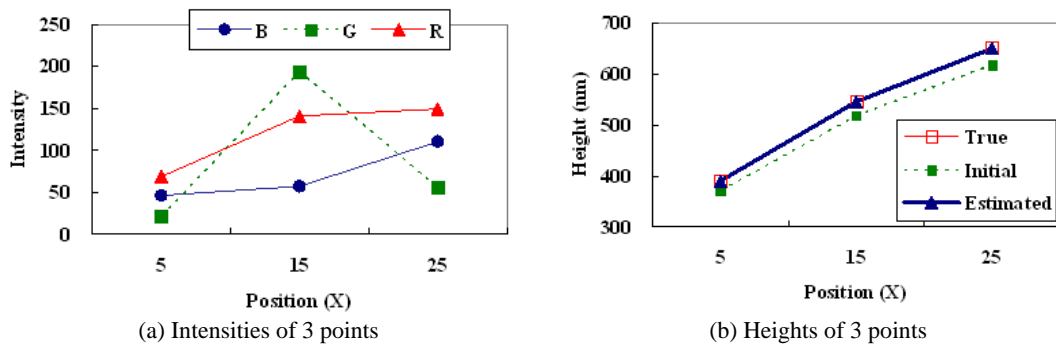 B G R
250
200
150
100
50
0
Intensity
5 15 25
Position (X)
(a) Intensities of 3 points
700
600
500
400
300
Height (nm)
True
Initial
Estimated
5 15 25
Position (X)
(b) Heights of 3 points